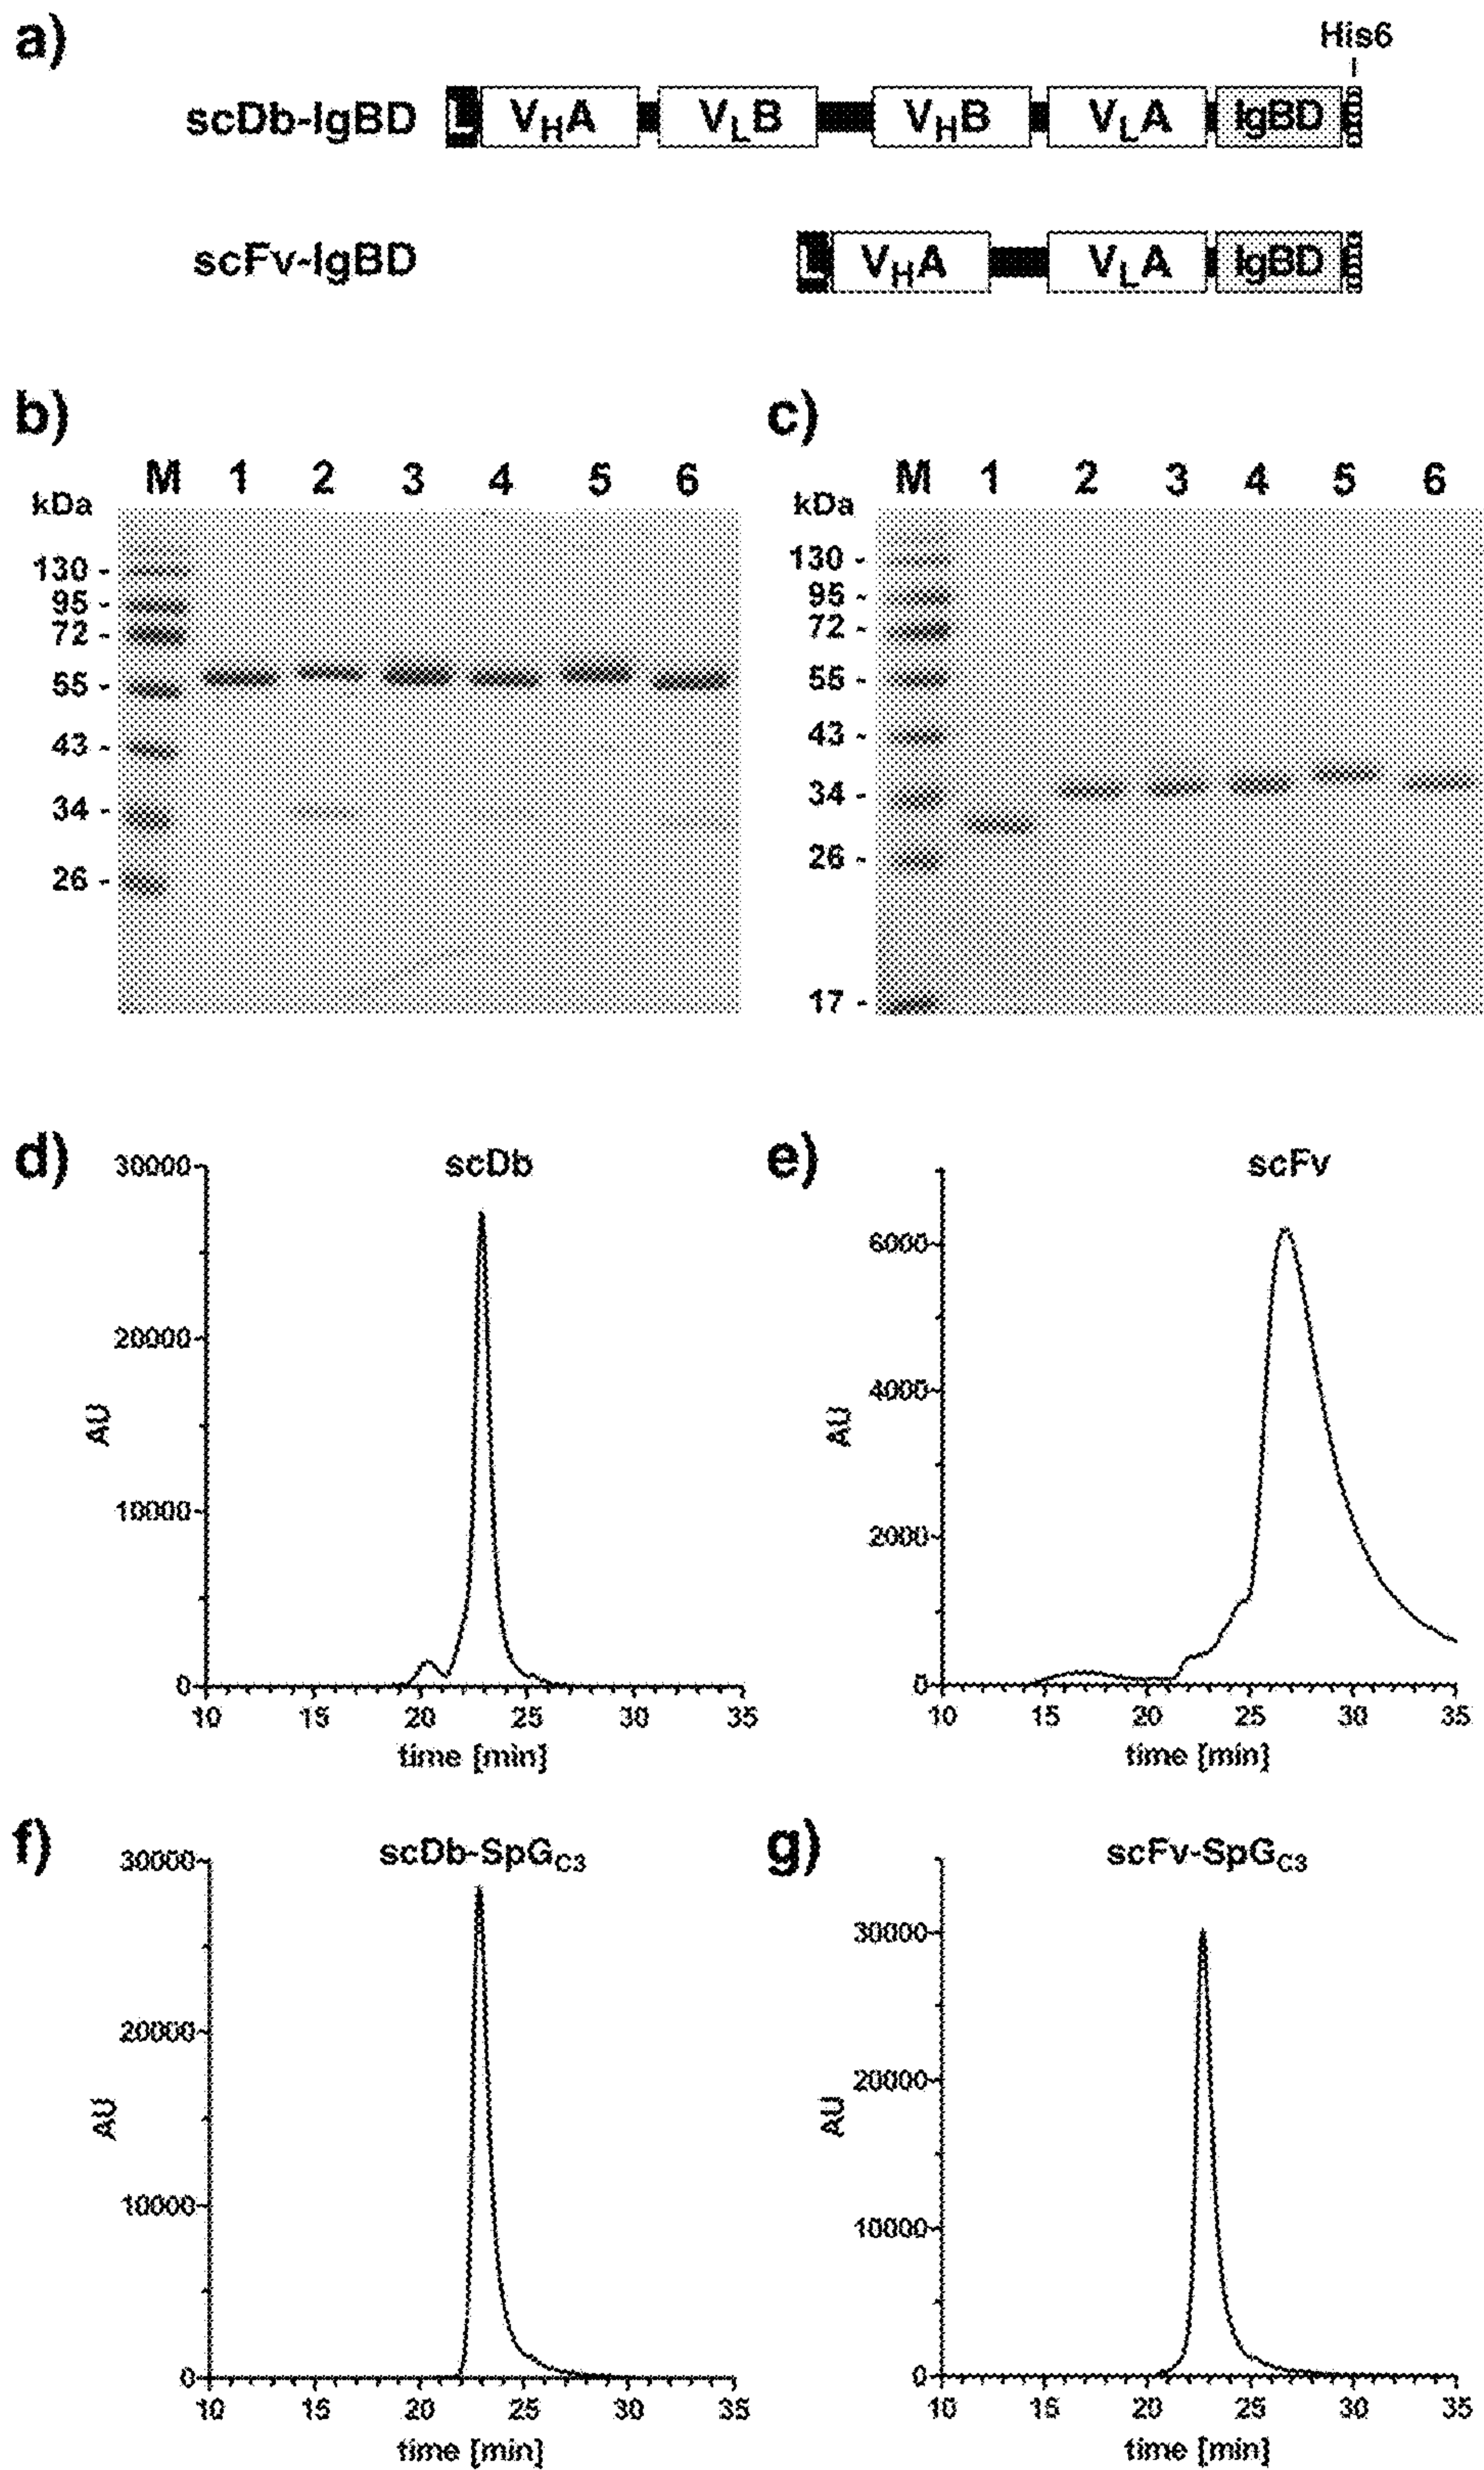 a)
His6
scDb-IgBD L VHA VLB VHB VLA IgBD
scFv-IgBD L VHA VLA IgBD
b)
M 1 2 3 4 5 6
kDa
130 -
95 -
72 -
55 -
43 -
34 -
26 -
c)
M 1 2 3 4 5 6
kDa
130 -
95 -
72 -
55 -
43 -
34 -
26 -
17 -
d)
scDb
30000
20000
10000
0
AU
10 15 20 25 30 35
time [min]
e)
scFv
6000
4000
2000
0
AU
10 15 20 25 30 35
time [min]
f)
scDb-SpGC3
30000
20000
10000
0
AU
10 15 20 25 30 35
time [min]
g)
scFv-SpGC3
30000
20000
10000
0
AU
10 15 20 25 30 35
time [min]